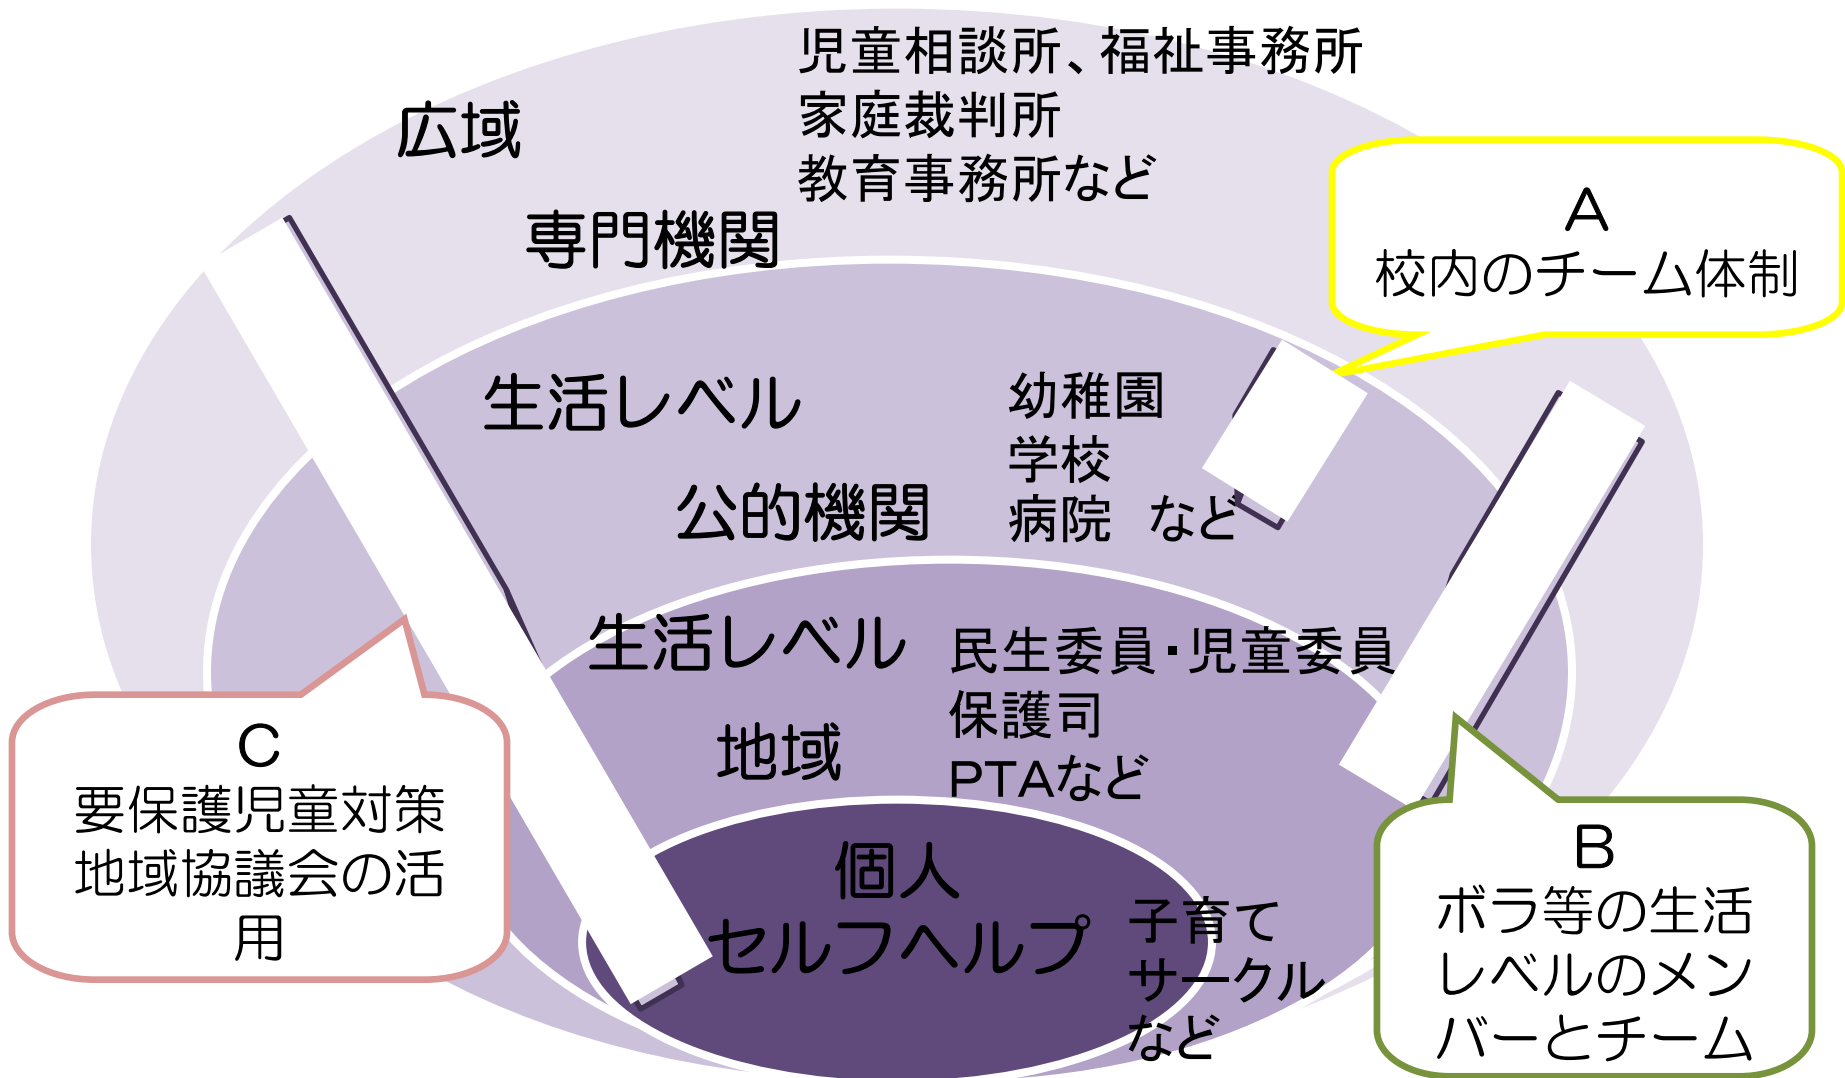 児童相談所、福祉事務所
家庭裁判所
教育事務所など
広域
専門機関
A
校内のチーム体制
生活レベル
公的機関
幼稚園
学校
病院 など
生活レベル
地域
民生委員・児童委員
保護司
PTAなど
C
要保護児童対策
地域協議会の活
用
個人
セルフヘルプ
子育て
サークル
など
B
ボラ等の生活
レベルのメン
バーとチーム